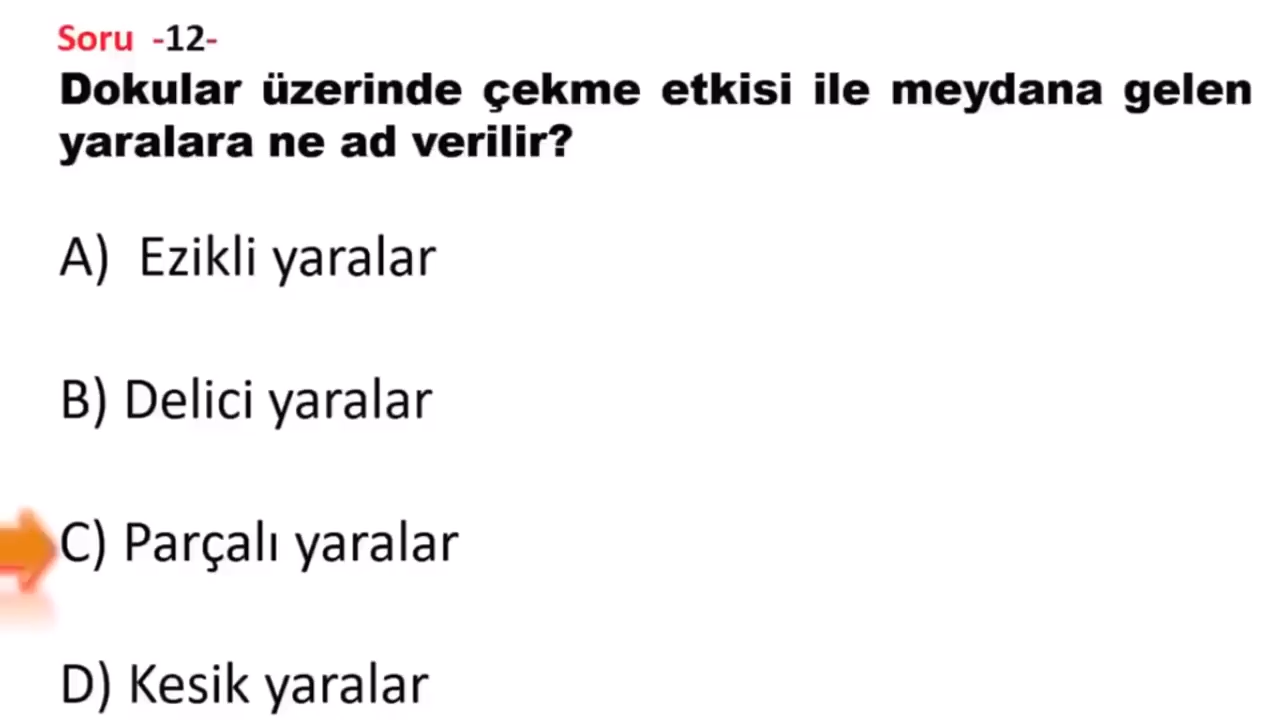 Soru -12-
Dokular üzerinde çekme etkisi ile meydana gelen
yaralara ne ad verilir?
A) Ezikli yaralar
B) Delici yaralar
C) Parçalı yaralar
D) Kesik yaralar